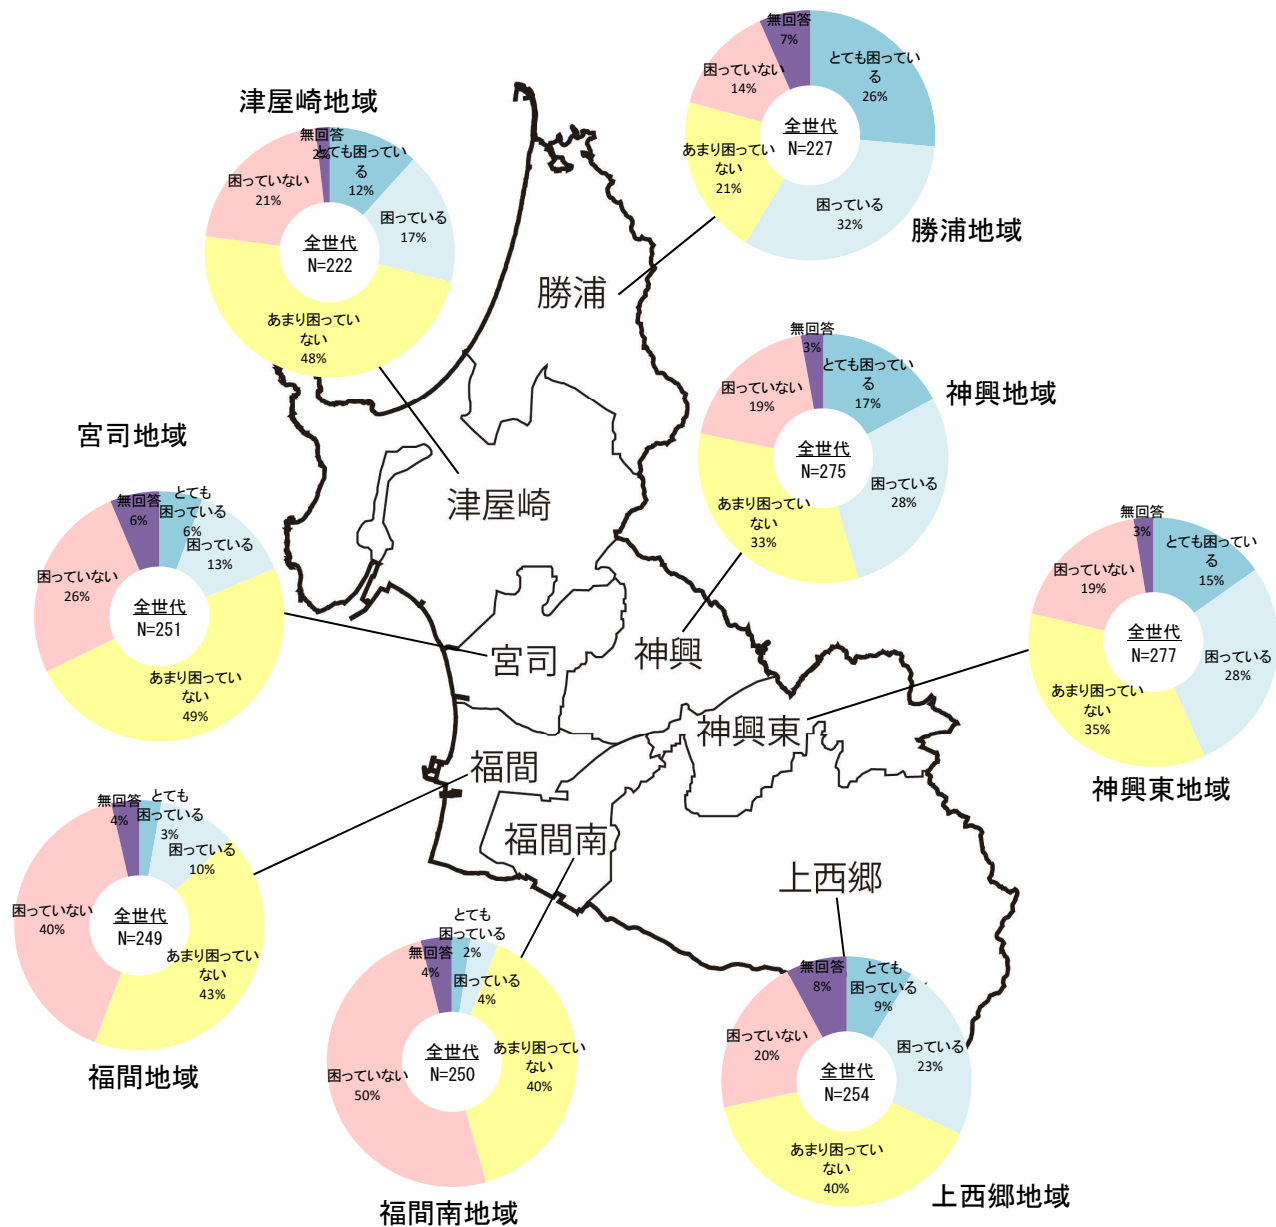 津屋崎地域
無回答
2%
とても困ってい
る
12%
困っている
17%
あまり困ってい
ない
48%
困っていない
21%
全世代
N=222
無回答
7%
とても困ってい
る
26%
困っている
32%
あまり困ってい
ない
21%
困っていない
14%
全世代
N=227
勝浦地域
無回答
3%
とても困ってい
る
17%
困っている
28%
あまり困ってい
ない
33%
困っていない
19%
全世代
N=275
神興地域
宮司地域
無回答
6%
とても
困っている
6%
困っている
13%
あまり困ってい
ない
49%
困っていない
26%
全世代
N=251
無回答
3%
とても困ってい
る
15%
困っている
28%
あまり困ってい
ない
35%
困っていない
19%
全世代
N=277
神興東地域
勝浦
津屋崎
宮司
神興
神興東
福間
福間南
上西郷
無回答
4%
とても
困っている
3%
困っている
10%
あまり困ってい
ない
43%
困っていない
40%
全世代
N=249
福間地域
無回答
4%
とても
困っている
2%
困っている
4%
あまり困ってい
ない
40%
困っていない
50%
全世代
N=250
福間南地域
無回答
8%
とても
困っている
9%
困っている
23%
あまり困ってい
ない
40%
困っていない
20%
全世代
N=254
上西郷地域